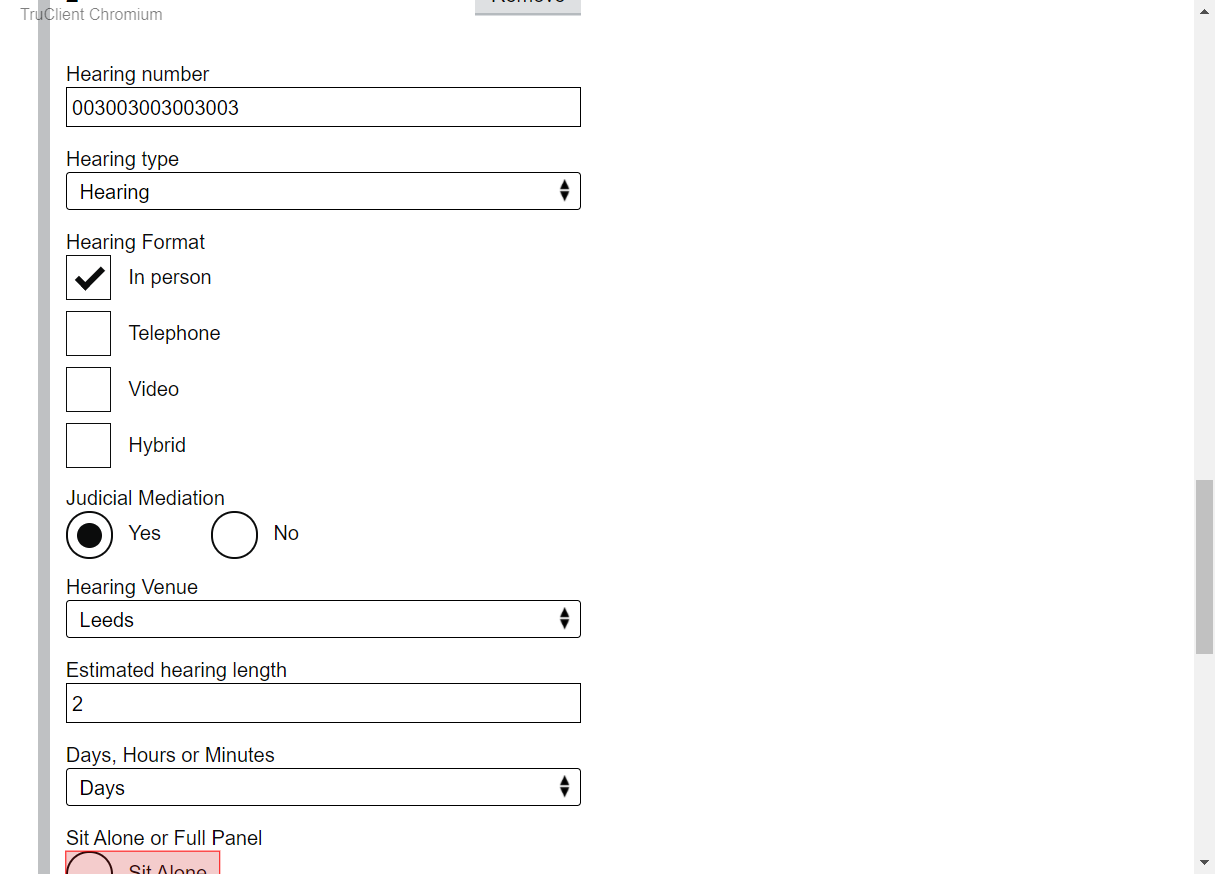 TruClient Chromium
Remove
Hearing number
003003003003003
Hearing type
Hearing
Hearing Format
In person
Telephone
Video
Hybrid
Judicial Mediation
Yes No
Hearing Venue
Leeds
Estimated hearing length
2
Days, Hours or Minutes
Days
Sit Alone or Full Panel
Sit Alone